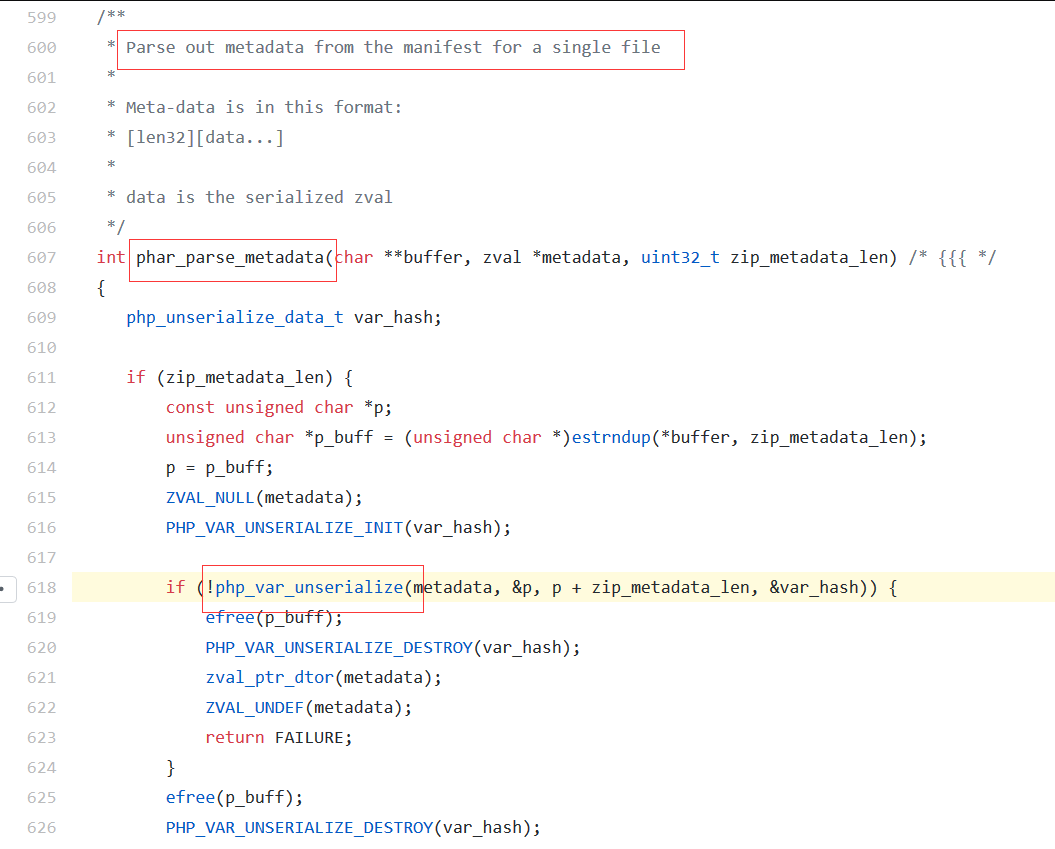 599 /**
600 * Parse out metadata from the manifest for a single file
601 *
602 * Meta-data is in this format:
603 * [len32][data...]
604 *
605 * data is the serialized zval
606 */
607 int phar_parse_metadata(char **buffer, zval *metadata, uint32_t zip_metadata_len) /* {{{ */
608 {
609 php_unserialize_data_t var_hash;
610
611 if (zip_metadata_len) {
612 const unsigned char *p;
613 unsigned char *p_buff = (unsigned char *)estrndup(*buffer, zip_metadata_len);
614 p = p_buff;
615 ZVAL_NULL(metadata);
616 PHP_VAR_UNSERIALIZE_INIT(var_hash);
617
618 if (!php_var_unserialize(metadata, &p, p + zip_metadata_len, &var_hash)) {
619 efree(p_buff);
620 PHP_VAR_UNSERIALIZE_DESTROY(var_hash);
621 zval_ptr_dtor(metadata);
622 ZVAL_UNDEF(metadata);
623 return FAILURE;
624 }
625 efree(p_buff);
626 PHP_VAR_UNSERIALIZE_DESTROY(var_hash);